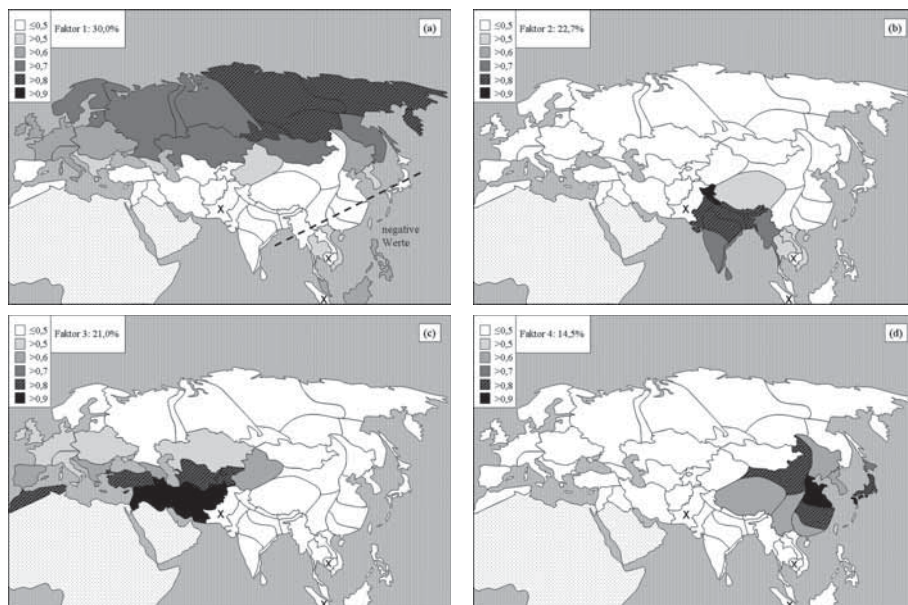 ≤0,5
>0,5
>0,6
>0,7
>0,8
>0,9
Faktor 1: 30,0%
(a)
X
negative
Werte
X
X
≤0,5
>0,5
>0,6
>0,7
>0,8
>0,9
Faktor 2: 22,7%
(b)
X
X
X
≤0,5
>0,5
>0,6
>0,7
>0,8
>0,9
Faktor 3: 21,0%
(c)
X
X
X
≤0,5
>0,5
>0,6
>0,7
>0,8
>0,9
Faktor 4: 14,5%
(d)
X
X
X